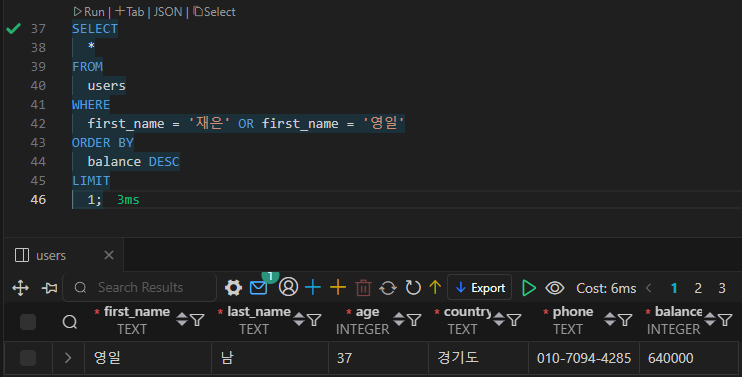 Run | Tab | JSON | Select
37 SELECT
38 *
39 FROM
40 users
41 WHERE
42 first_name = '재은' OR first_name = '영일'
43 ORDER BY
44 balance DESC
45 LIMIT
46 1; 3ms
users
Search Results 1 Export Cost: 6ms 1 2 3
* first_name * last_name * age * country * phone * balance
TEXT TEXT INTEGER TEXT TEXT INTEGER
영일 남 37 경기도 010-7094-4285 640000